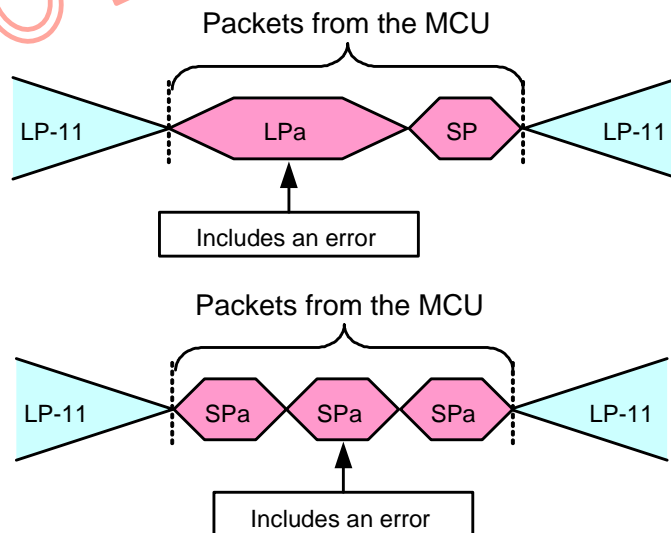 Packets from the MCU
LP-11 LPa SP LP-11
Includes an error
Packets from the MCU
LP-11 SPa SPa SPa LP-11
Includes an error